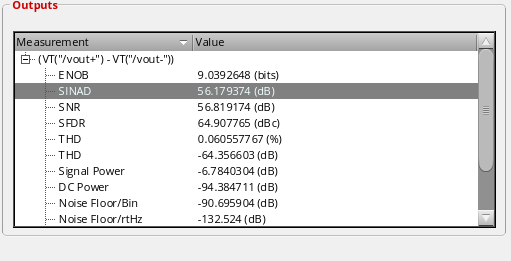 Outputs
Measurement Value
(VT("/vout+") - VT("/vout-"))
ENOB 9.0392648 (bits)
SINAD 56.179374 (dB)
SNR 56.819174 (dB)
SFDR 64.907765 (dBc)
THD 0.060557767 (%)
THD -64.356603 (dB)
Signal Power -6.7840304 (dB)
DC Power -94.384711 (dB)
Noise Floor/Bin -90.695904 (dB)
Noise Floor/rtHz -132.524 (dB)